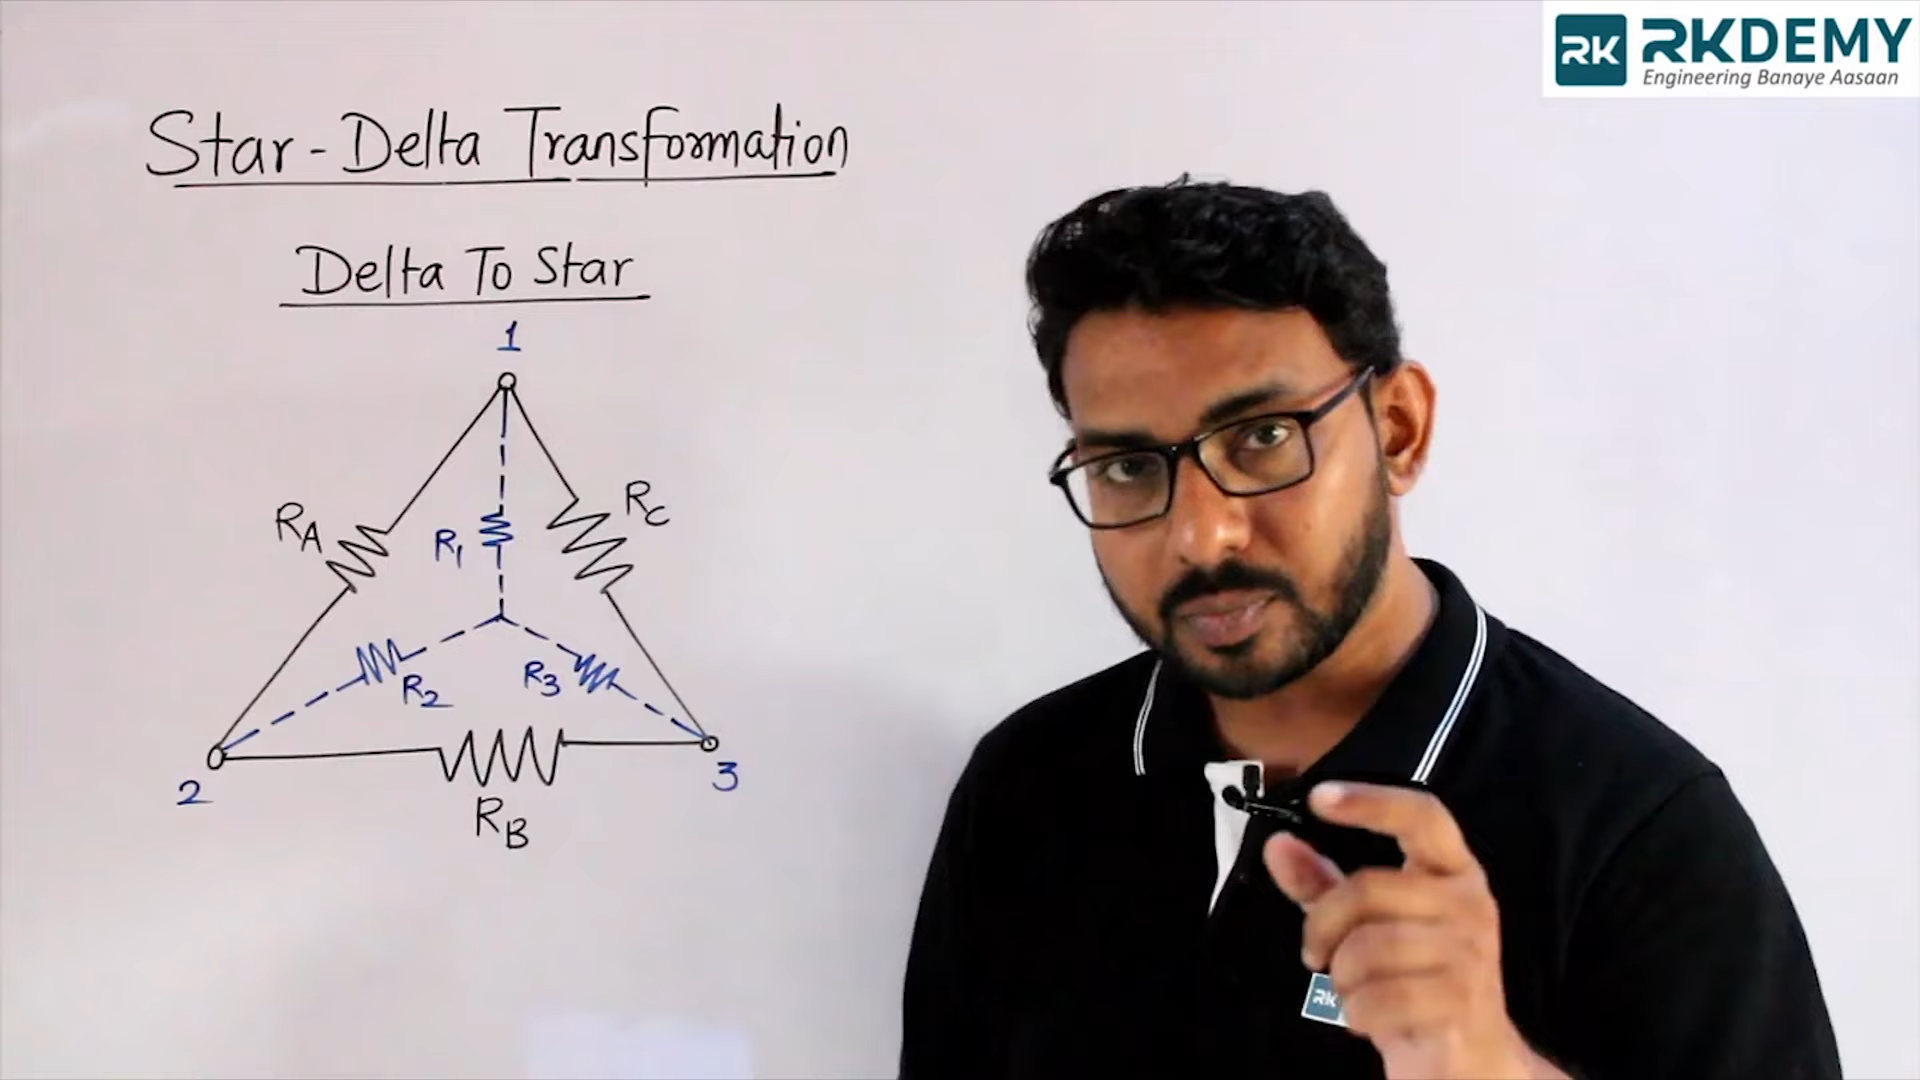 RK RKDEMY
Engineering Banaye Aasaan
Star-Delta Transformation
Delta To Star
1
RA
R1
RC
R2
R3
2
3
RB
RK